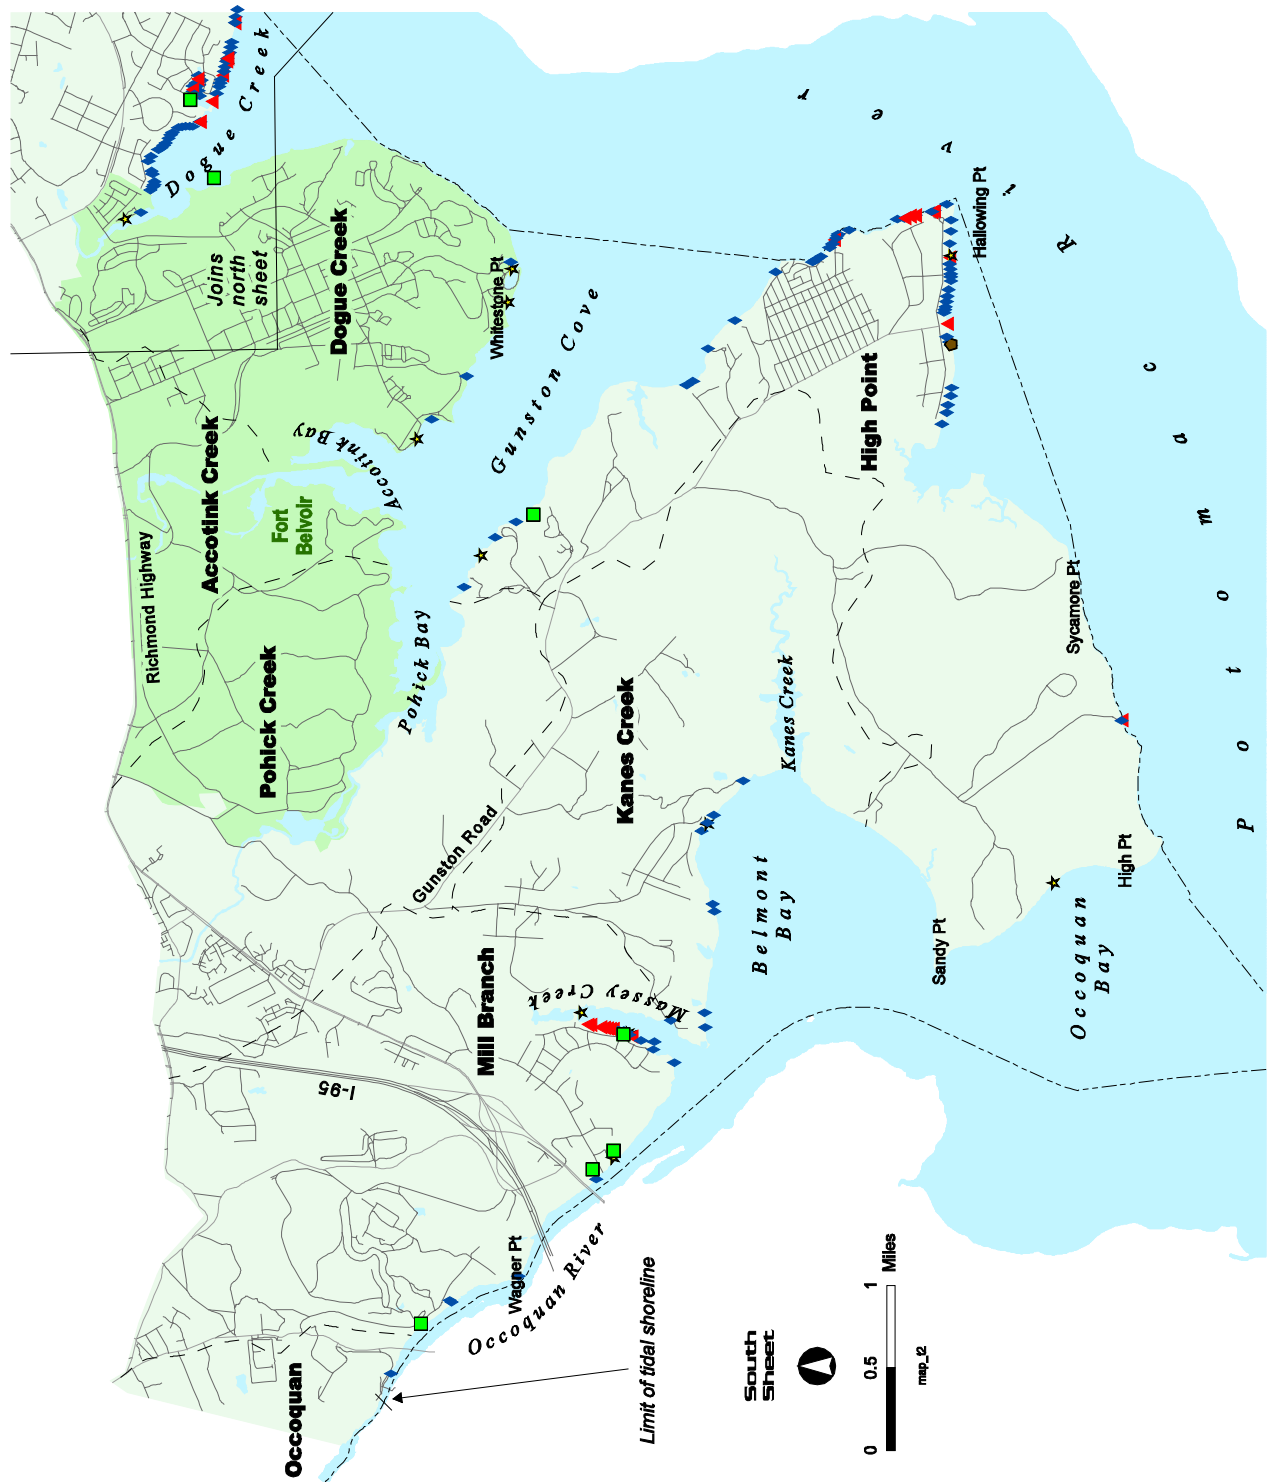 Dogue Creek
Joins
north
sheet
Dogue Creek
Whitestone Pt
Gunston Cove
Accotink Bay
Accotink Creek
Fort
Belvoir
Richmond Highway
Pohick Creek
Pohick Bay
Gunston Road
Kanes Creek
Kanes Creek
High Point
Hallowing Pt
Potomac River
Sycamore Pt
High Pt
Sandy Pt
Belmont
Bay
Occoquan
Bay
Massey Creek
Mill Branch
I-95
Wagner Pt
Occoquan River
Occoquan
Limit of tidal shoreline
South
Sheet
0 0.5 1 Miles
map_t2